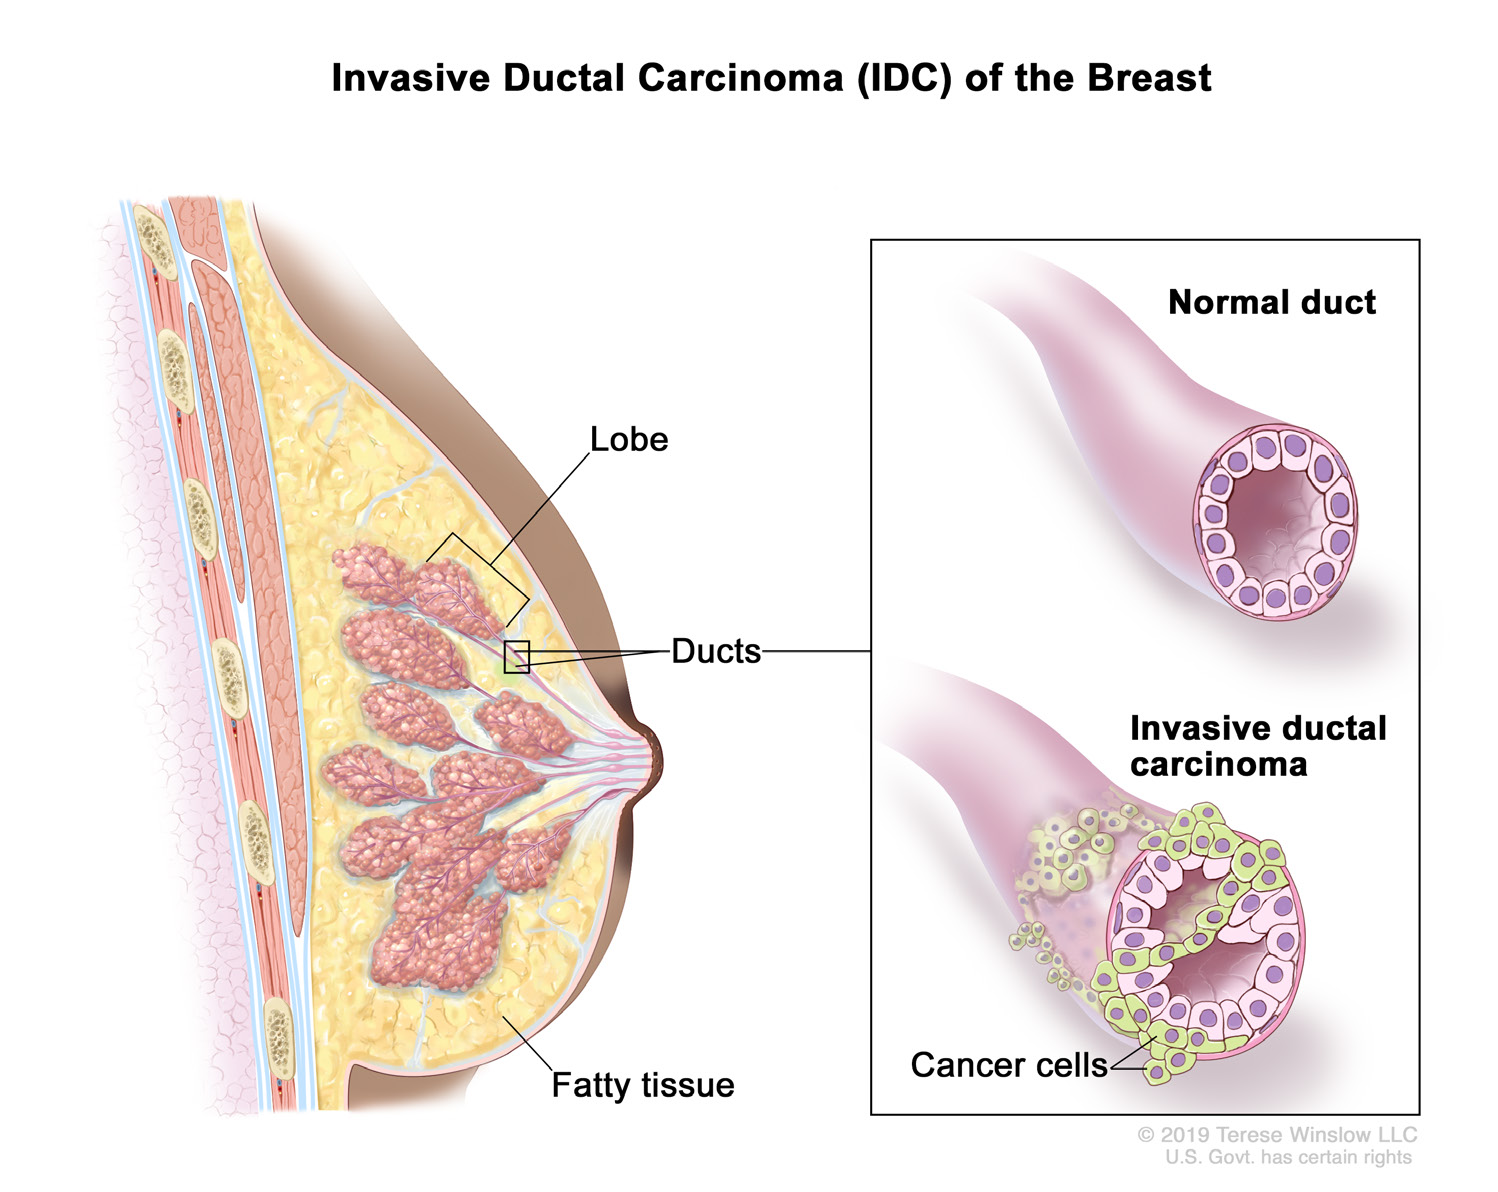 Invasive Ductal Carcinoma (IDC) of the Breast
Normal duct
Lobe
Ducts
Invasive ductal
carcinoma
Cancer cells
Fatty tissue
© 2019 Terese Winslow LLC
U.S. Govt. has certain rights